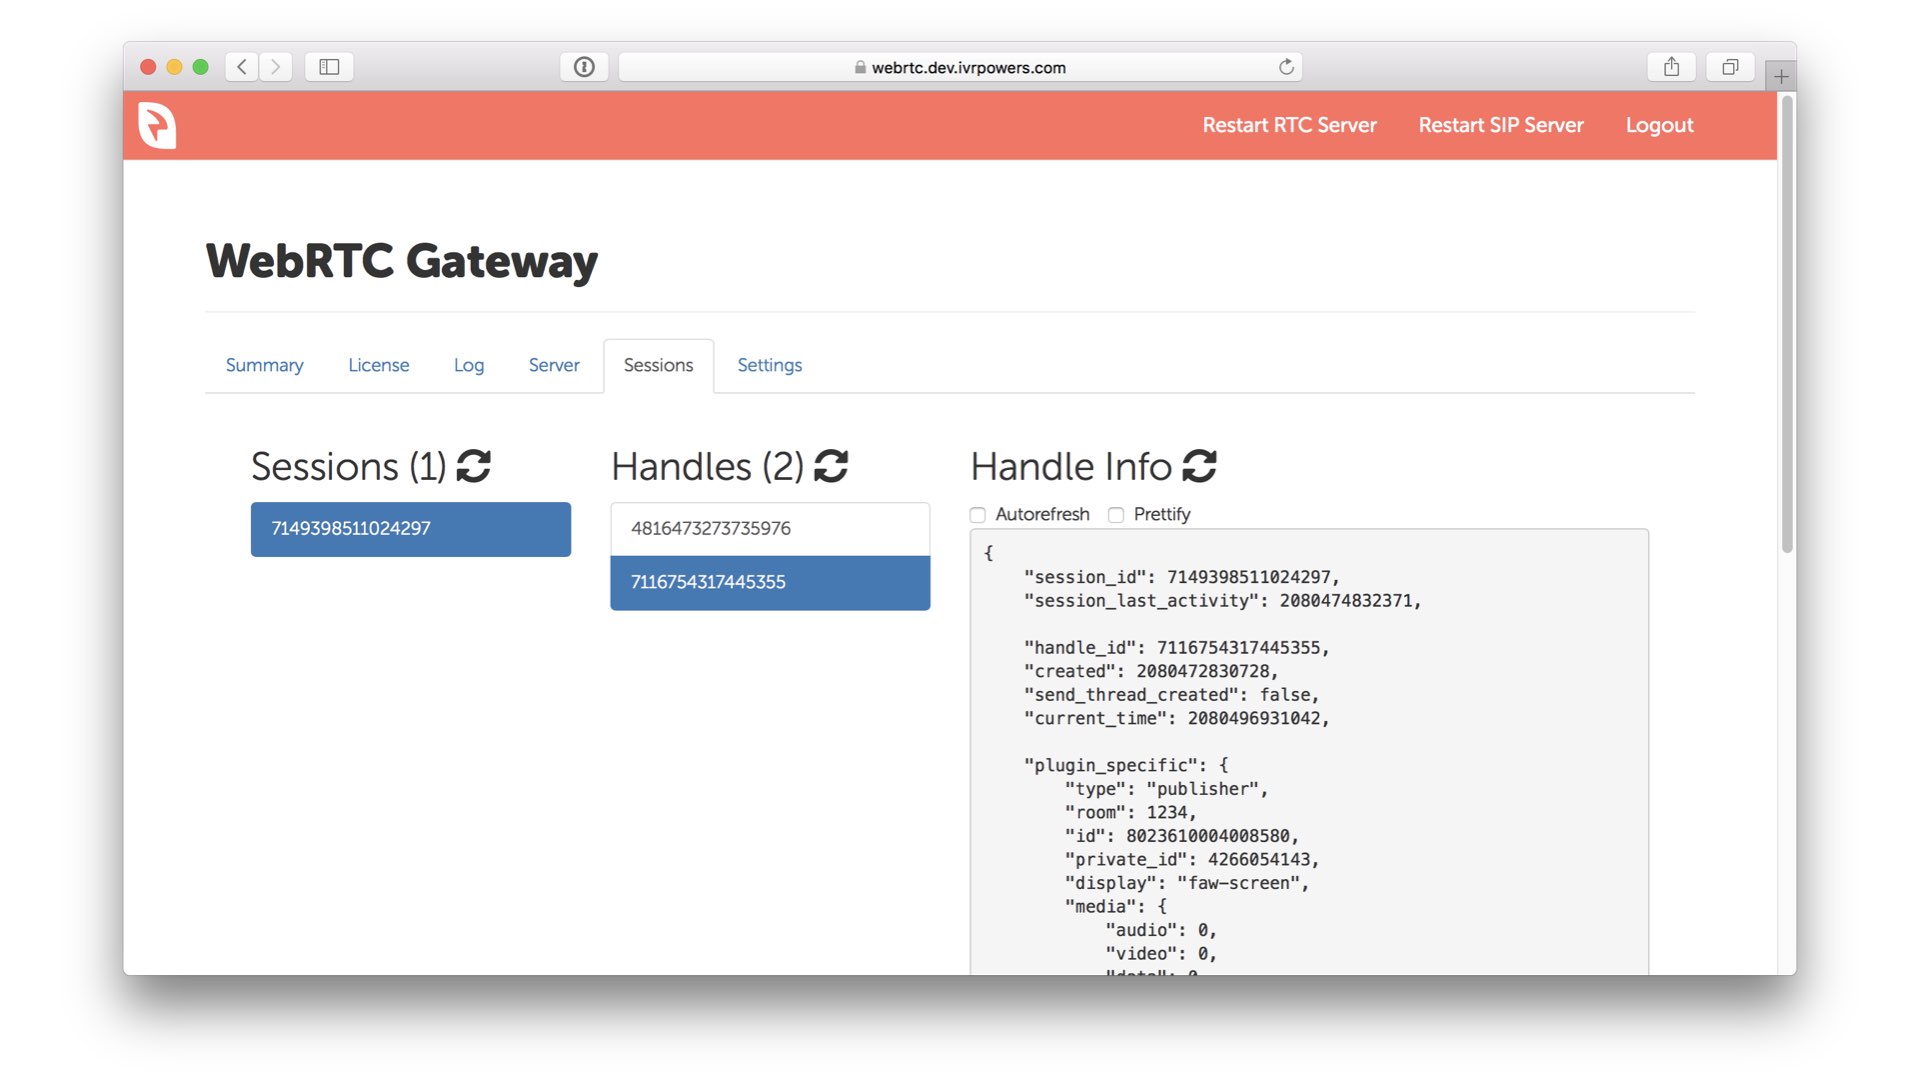 webrtc.dev.ivrpowers.com
Restart RTC Server Restart SIP Server Logout
WebRTC Gateway
Summary License Log Server Sessions Settings
Sessions (1)
7149398511024297
Handles (2)
4816473273735976
7116754317445355
Handle Info
Autorefresh Prettify
{
"session_id": 7149398511024297,
"session_last_activity": 2080474832371,
"handle_id": 7116754317445355,
"created": 2080472830728,
"send_thread_created": false,
"current_time": 2080496931042,
"plugin_specific": {
"type": "publisher",
"room": 1234,
"id": 8023610004008580,
"private_id": 4266054143,
"display": "faw-screen",
"media": {
"audio": 0,
"video": 0,